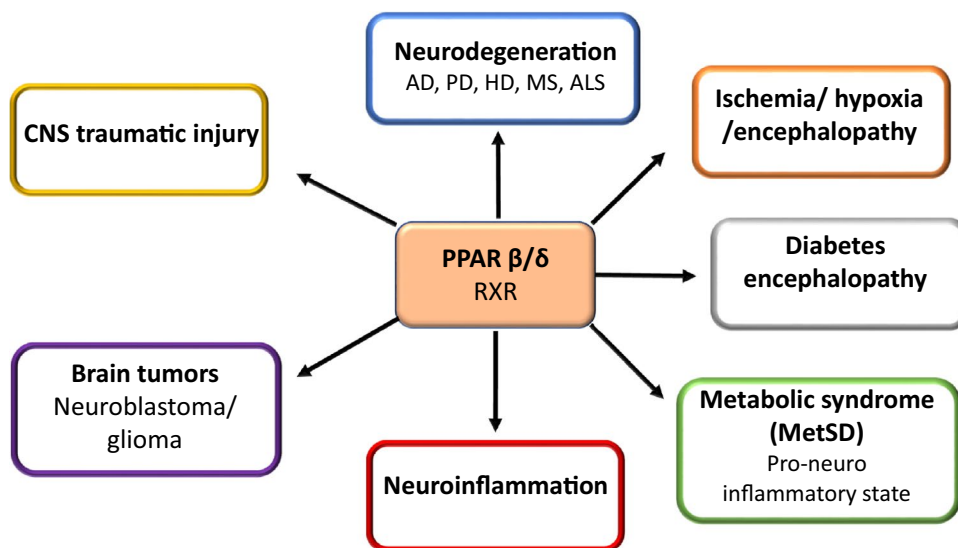 Neurodegeneration
AD, PD, HD, MS, ALS
CNS traumatic injury
Ischemia/ hypoxia
/encephalopathy
PPAR β/δ
RXR
Diabetes
encephalopathy
Brain tumors
Neuroblastoma/
glioma
Neuroinflammation
Metabolic syndrome
(MetSD)
Pro-neuro
inflammatory state